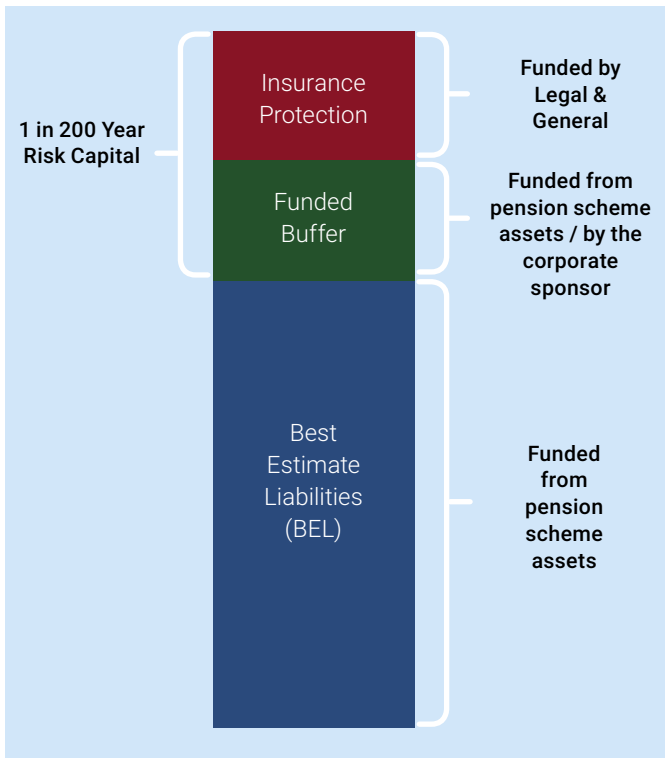 1 in 200 Year
Risk Capital
Insurance
Protection
Funded by
Legal &
General
Funded
Buffer
Funded from
pension scheme
assets / by the
corporate
sponsor
Best
Estimate
Liabilities
(BEL)
Funded
from
pension
scheme
assets